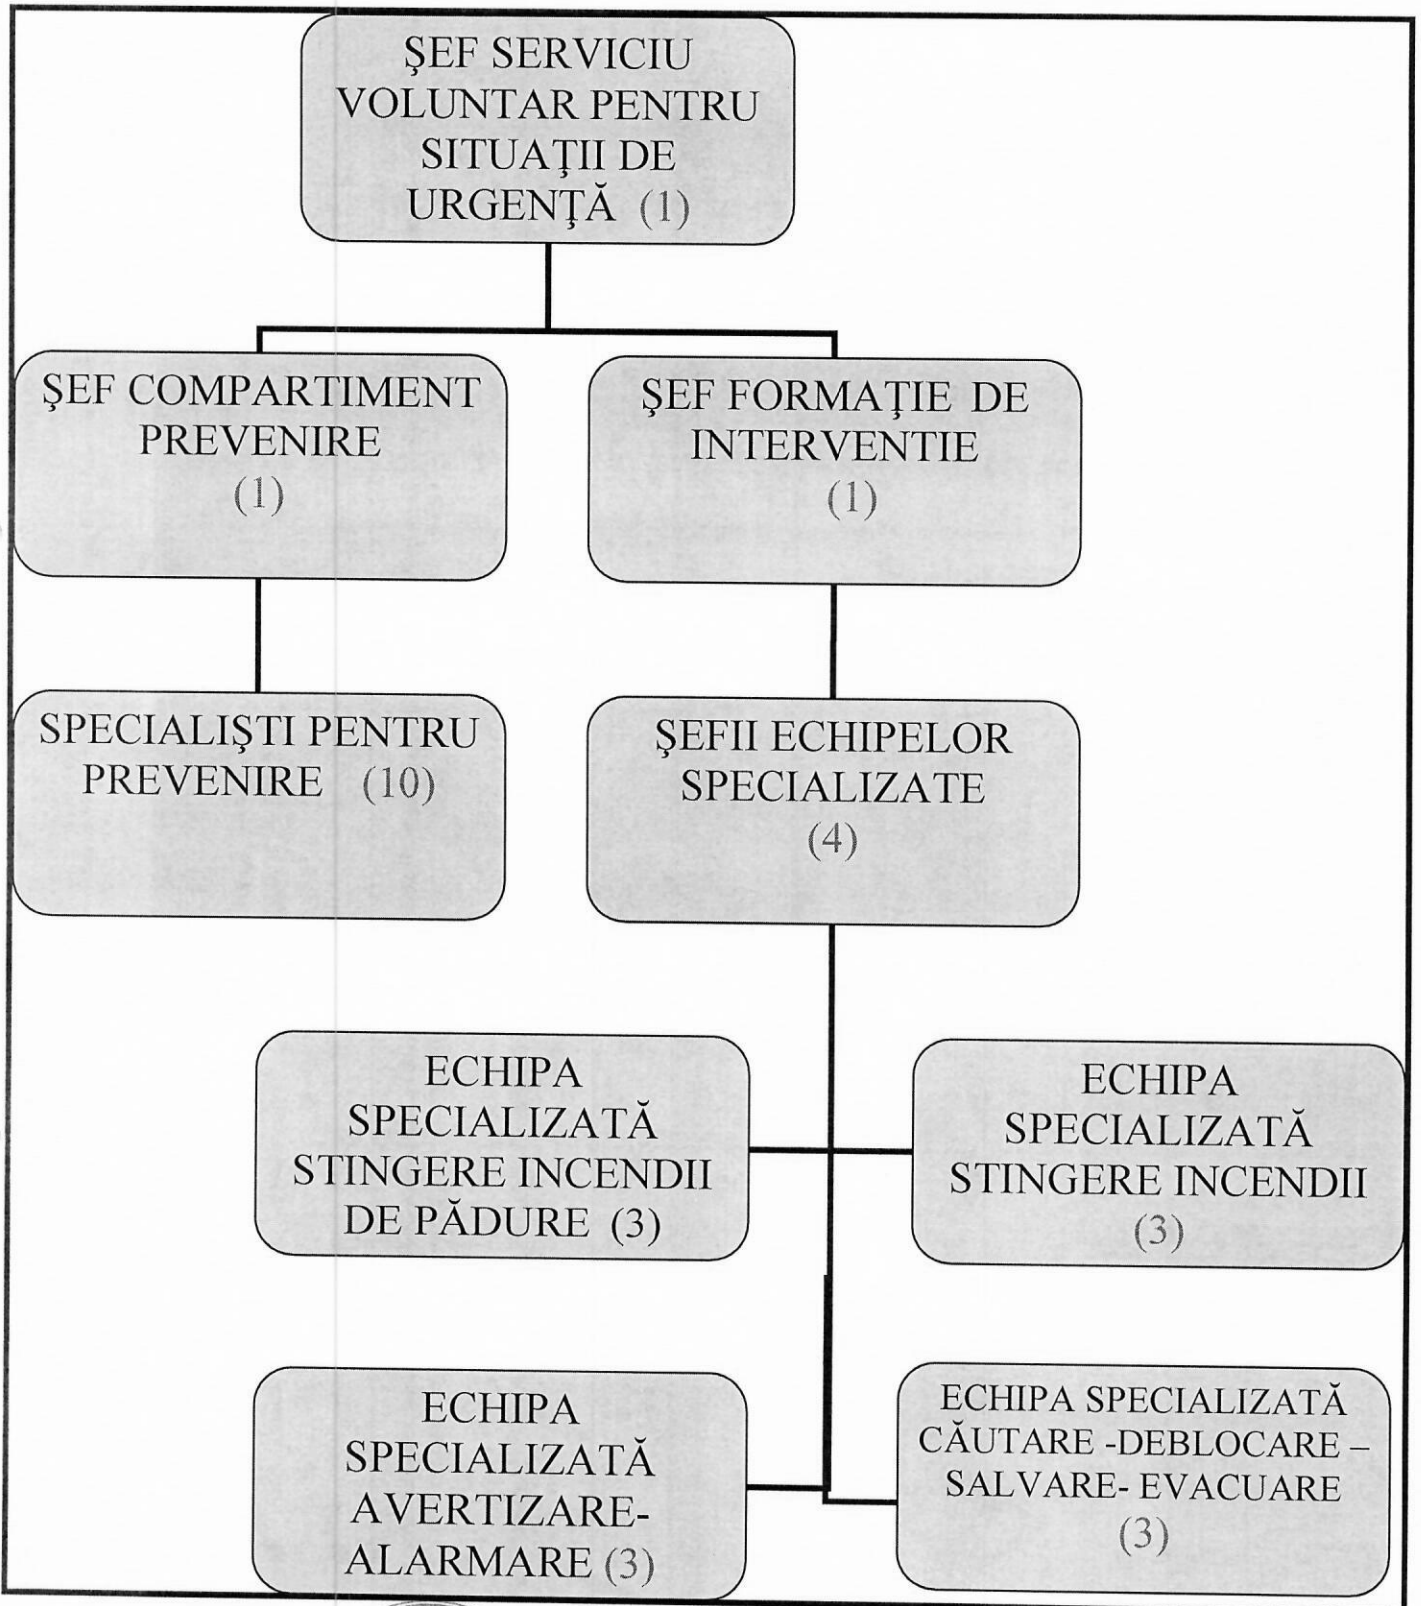 ŞEF SERVICIU
VOLUNTAR PENTRU
SITUAŢII DE
URGENŢĂ (1)
ŞEF COMPARTIMENT
PREVENIRE
(1)
ŞEF FORMAŢIE DE
INTERVENTIE
(1)
SPECIALIŞTI PENTRU
PREVENIRE (10)
ŞEFII ECHIPELOR
SPECIALIZATE
(4)
ECHIPA
SPECIALIZATĂ
STINGERE INCENDII
DE PĂDURE (3)
ECHIPA
SPECIALIZATĂ
STINGERE INCENDII
(3)
ECHIPA
SPECIALIZATĂ
AVERTIZARE-
ALARMARE (3)
ECHIPA SPECIALIZATĂ
CĂUTARE -DEBLOCARE –
SALVARE- EVACUARE
(3)